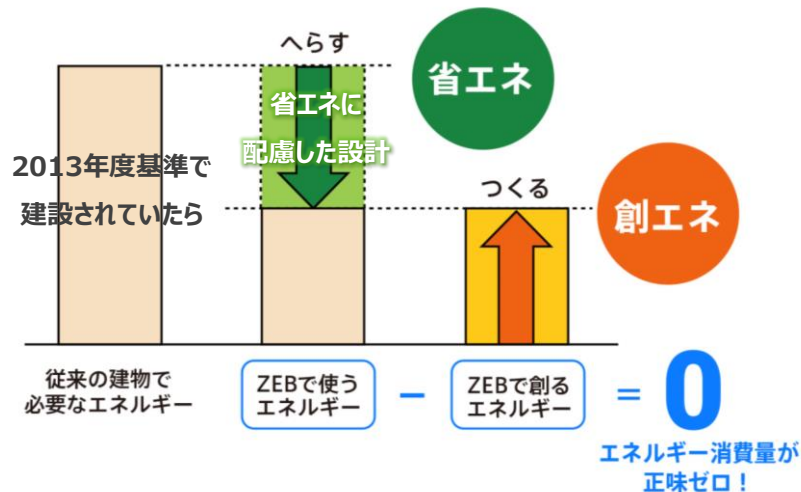 へらす
省エネ
省エネに
配慮した設計
2013年度基準で
建設されていたら
つくる
創エネ
従来の建物で
必要なエネルギー
ZEBで使う
エネルギー
−
ZEBで創る
エネルギー
=
0
エネルギー消費量が
正味ゼロ！